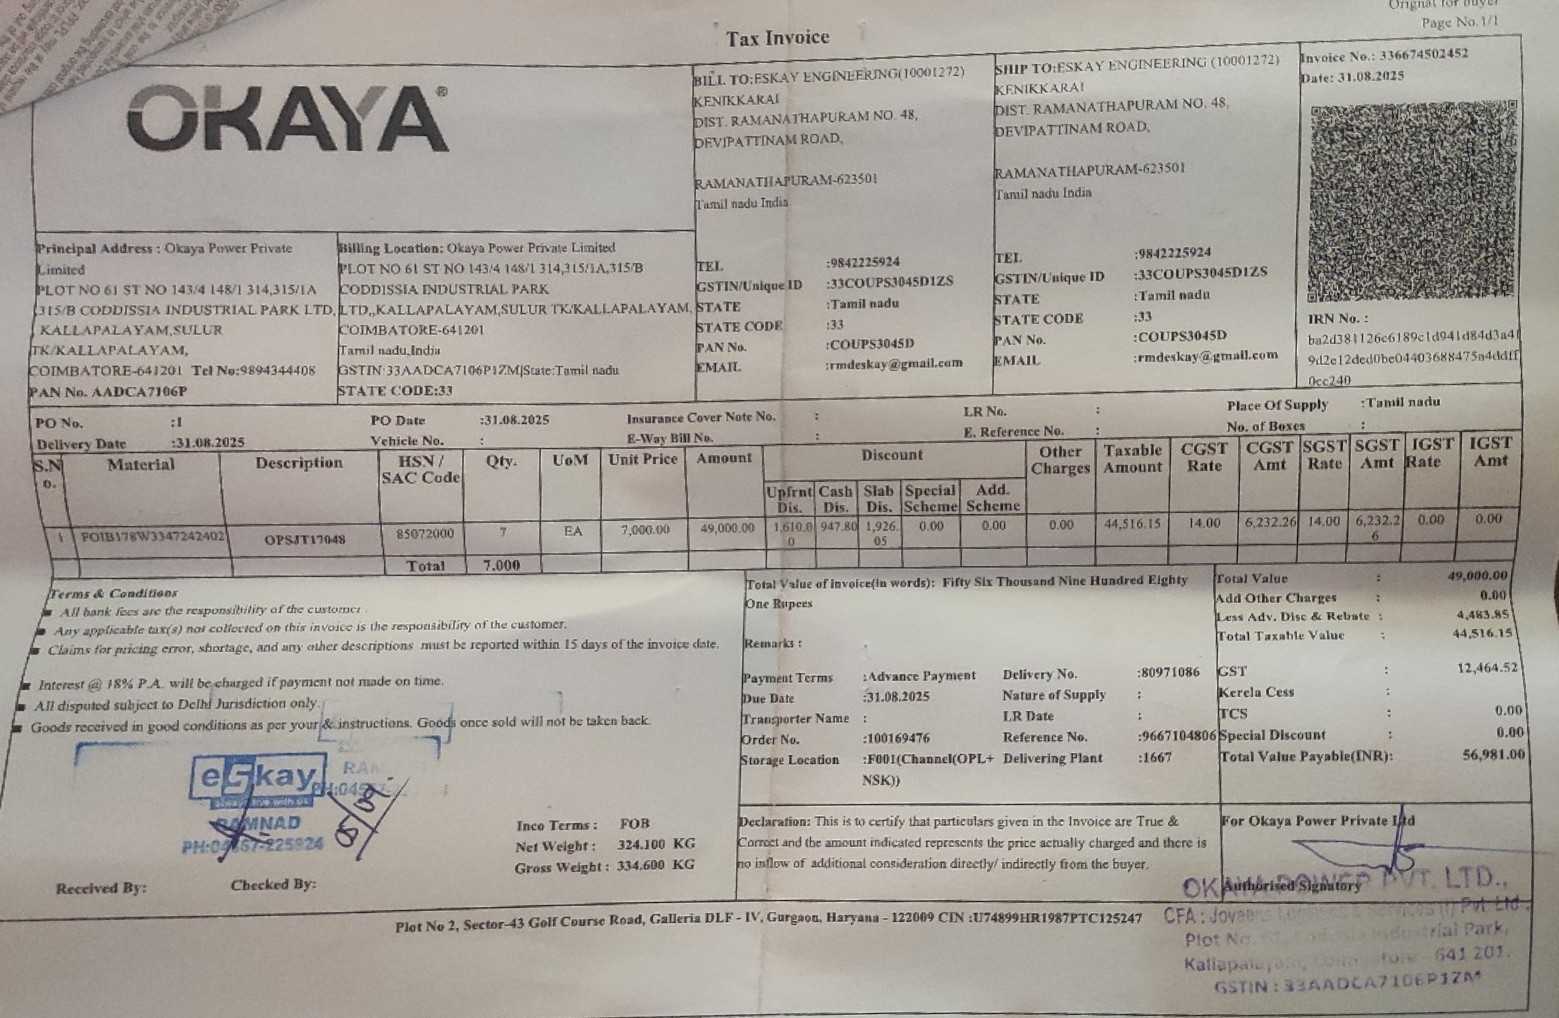 Orignal for buyer
Page No.1/1
Tax Invoice
OKAYA®
BILL TO:ESKAY ENGINEERING(10001272)
KENIKKARAI
DIST. RAMANATHAPURAM NO. 48,
DEVIPATTINAM ROAD,
RAMANATHAPURAM-623501
Tamil nadu India
TEL :9842225924
GSTIN/Unique ID :33COUPS3045D1ZS
STATE :Tamil nadu
STATE CODE :33
PAN No. :COUPS3045D
EMAIL :rmdeskay@gmail.com
SHIP TO:ESKAY ENGINEERING (10001272)
KENIKKARAI
DIST. RAMANATHAPURAM NO. 48,
DEVIPATTINAM ROAD,
RAMANATHAPURAM-623501
Tamil nadu India
TEL :9842225924
GSTIN/Unique ID :33COUPS3045D1ZS
STATE :Tamil nadu
STATE CODE :33
PAN No. :COUPS3045D
EMAIL :rmdeskay@gmail.com
Invoice No.: 336674502452
Date: 31.08.2025
IRN No. :
ba2d381126c6189c1d941d84d3a4f
9d2e12ded0be04403688475a4ddff
0cc240
Principal Address : Okaya Power Private
Limited
PLOT NO 61 ST NO 143/4 148/1 314,315/1A
,315/B CODDISSIA INDUSTRIAL PARK LTD,
KALLAPALAYAM,SULUR
TK/KALLAPALAYAM,
COIMBATORE-641201 Tel No:9894344408
PAN No. AADCA7106P
Billing Location: Okaya Power Private Limited
PLOT NO 61 ST NO 143/4 148/1 314,315/1A,315/B
CODDISSIA INDUSTRIAL PARK
LTD,,KALLAPALAYAM,SULUR TK/KALLAPALAYAM,
COIMBATORE-641201
Tamil nadu,India
GSTIN:33AADCA7106P1ZM|State:Tamil nadu
STATE CODE:33
PO No. :1 PO Date :31.08.2025 Insurance Cover Note No. : LR No. : Place Of Supply :Tamil nadu
Delivery Date :31.08.2025 Vehicle No. : E-Way Bill No. : E. Reference No. : No. of Boxes :
S.N o. Material Description HSN / SAC Code Qty. UoM Unit Price Amount Discount Other Charges Taxable Amount CGST Rate CGST Amt SGST Rate SGST Amt IGST Rate IGST Amt
Upfrnt Dis. Cash Dis. Slab Dis. Special Scheme Add. Scheme
1 FOIB178W3347242402 OPSJT17048 85072000 7 EA 7,000.00 49,000.00 1,610.00 947.80 1,926.05 0.00 0.00 0.00 44,516.15 14.00 6,232.26 14.00 6,232.26 0.00 0.00
Total 7.000
Terms & Conditions
All bank fees are the responsibility of the customer .
Any applicable tax(s) not collected on this invoice is the responsibility of the customer.
Claims for pricing error, shortage, and any other descriptions must be reported within 15 days of the invoice date.
Interest @ 18% P.A. will be charged if payment not made on time.
All disputed subject to Delhi Jurisdiction only.
Goods received in good conditions as per your & instructions. Goods once sold will not be taken back.
Total Value of invoice(in words): Fifty Six Thousand Nine Hundred Eighty
One Rupees
Remarks :
Payment Terms :Advance Payment Delivery No. :80971086
Due Date :31.08.2025 Nature of Supply :
Transporter Name : LR Date :
Order No. :100169476 Reference No. :9667104806
Storage Location :F001(Channel(OPL+ NSK)) Delivering Plant :1667
Total Value : 49,000.00
Add Other Charges : 0.00
Less Adv. Disc & Rebate : 4,483.85
Total Taxable Value : 44,516.15
GST : 12,464.52
Kerela Cess :
TCS : 0.00
Special Discount : 0.00
Total Value Payable(INR): 56,981.00
eSkay
always live with us
RAMNAD
PH:04567-225924
Inco Terms : FOB
Net Weight : 324.100 KG
Gross Weight : 334.600 KG
Received By: Checked By:
Declaration: This is to certify that particulars given in the Invoice are True &
Correct and the amount indicated represents the price actually charged and there is
no inflow of additional consideration directly/ indirectly from the buyer.
For Okaya Power Private Ltd
Authorised Signatory
OKAYA POWER PVT. LTD.,
CFA :
Plot No. Industrial Park,
641 201.
GSTIN : 33AADCA7106P1ZM
Plot No 2, Sector-43 Golf Course Road, Galleria DLF - IV, Gurgaon, Haryana - 122009 CIN :U74899HR1987PTC125247